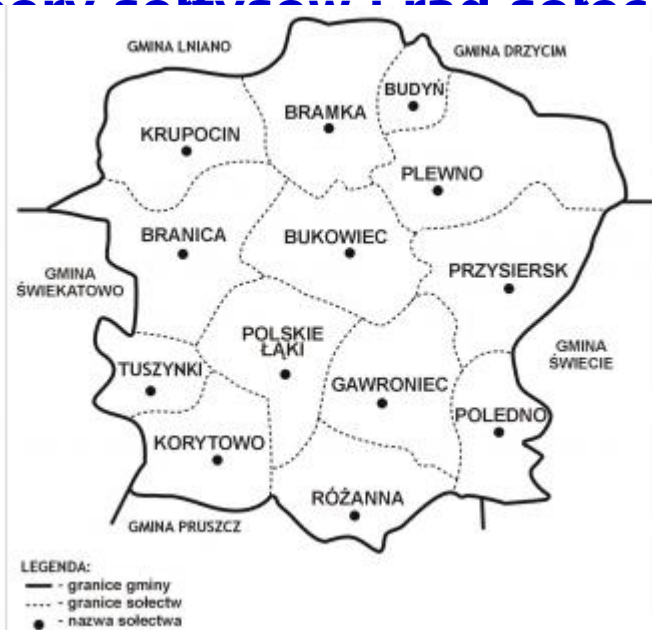 GMINA LNIANO
GMINA DRZYCIM
BUDYŃ
BRAMKA
KRUPOCIN
PLEWNO
BRANICA
BUKOWIEC
PRZYSIERSK
GMINA
ŚWIEKATOWO
POLSKIE
ŁĄKI
GMINA
ŚWIECIE
TUSZYNKI
GAWRONIEC
POLEDNO
KORYTOWO
RÓŻANNA
GMINA PRUSZCZ
LEGENDA:
- granice gminy
- granice sołectw
- nazwa sołectwa